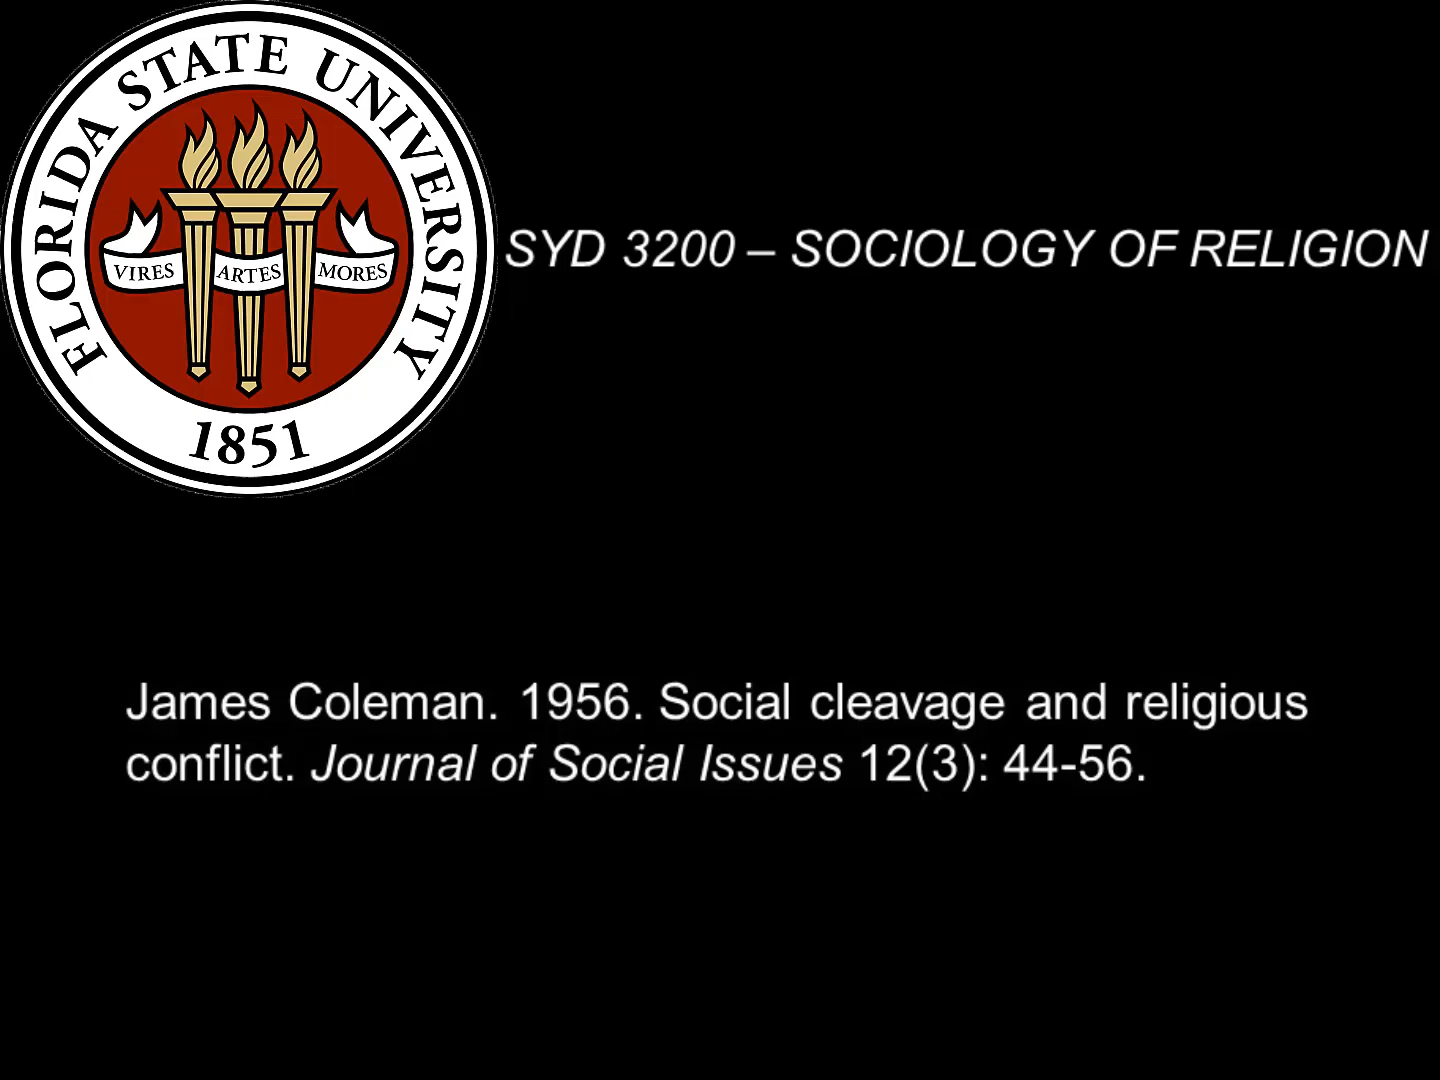 FLORIDA STATE UNIVERSITY
VIRES ARTES MORES
1851
SYD 3200 – SOCIOLOGY OF RELIGION
James Coleman. 1956. Social cleavage and religious
conflict. Journal of Social Issues 12(3): 44-56.